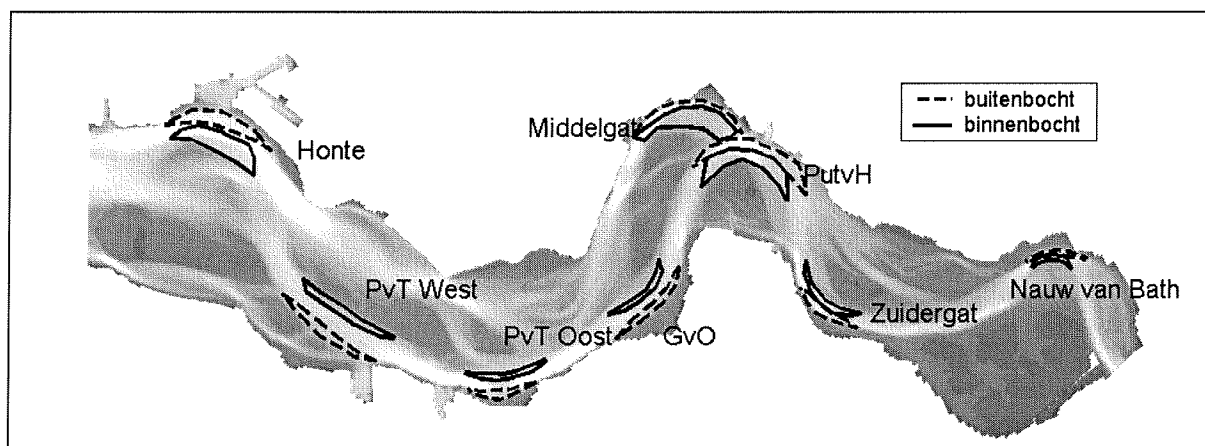 buitenbocht
binnenbocht
Middelgat
Honte
PutvH
PvT West
Nauw van Bath
Zuidergat
PvT Oost
GvO